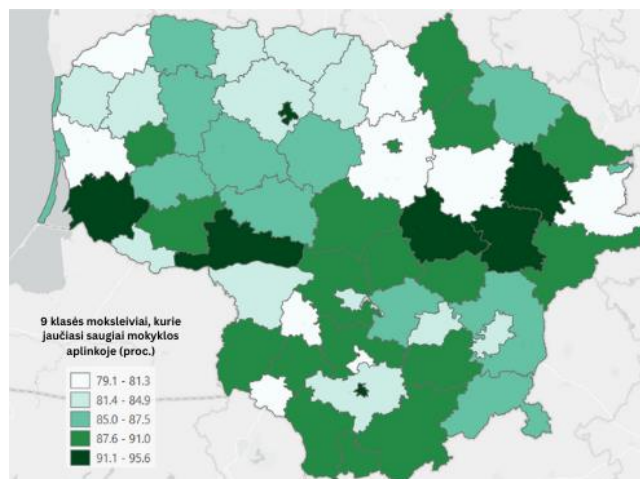 9 klasės moksleiviai, kurie
jaučiasi saugiai mokyklos
aplinkoje (proc.)
79.1 - 81.3
81.4 - 84.9
85.0 - 87.5
87.6 - 91.0
91.1 - 95.6